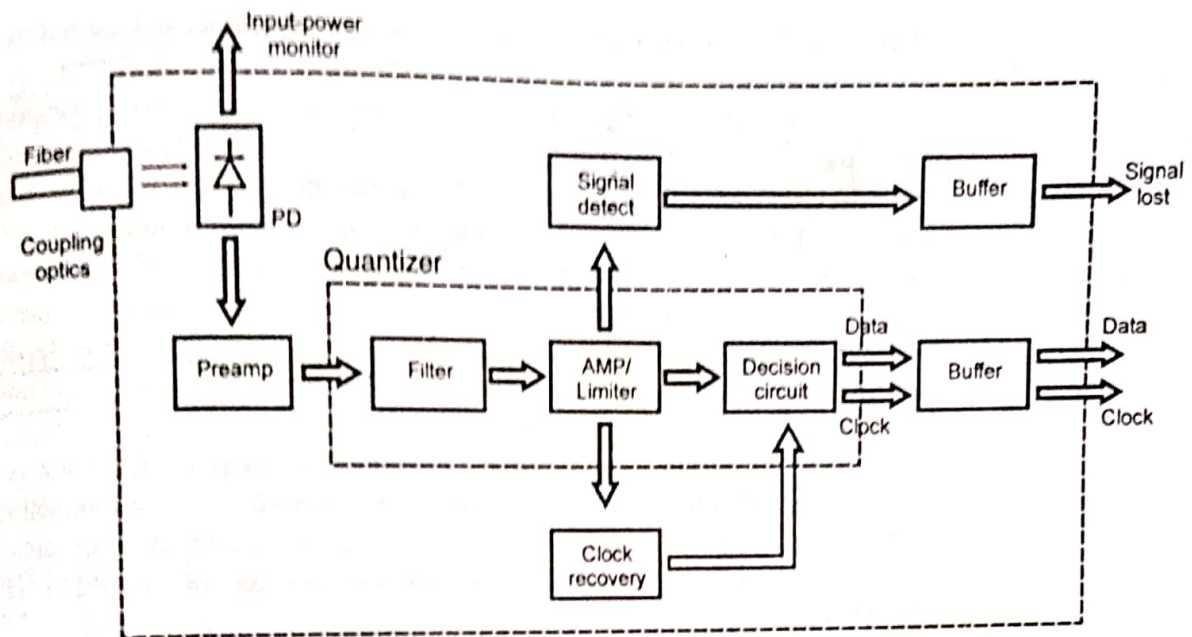 Input-power
monitor
Fiber
PD
Coupling
optics
Signal
detect
Buffer
Signal
lost
Quantizer
Preamp
Filter
AMP/
Limiter
Decision
circuit
Data
Clock
Buffer
Data
Clock
Clock
recovery